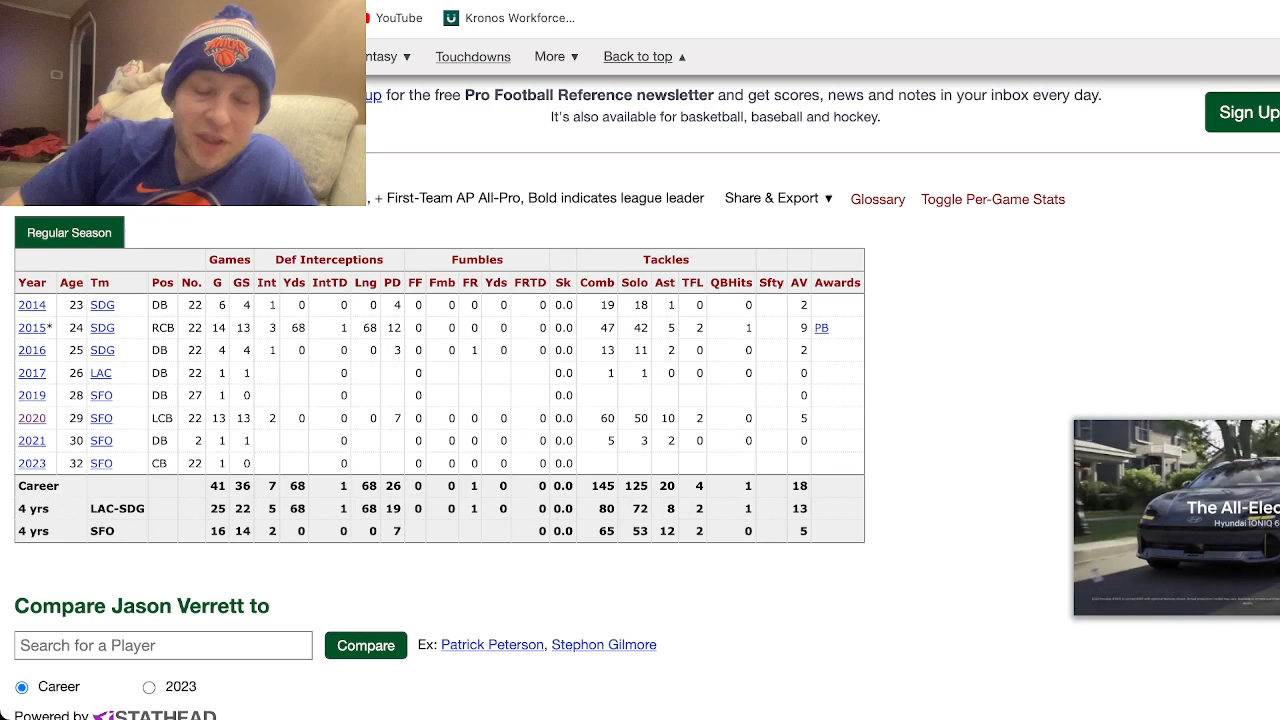 YouTube Kronos Workforce...
KNICKS
ntasy ▼ Touchdowns More ▼ Back to top ▲
up for the free Pro Football Reference newsletter and get scores, news and notes in your inbox every day.
It's also available for basketball, baseball and hockey.
Sign Up
, + First-Team AP All-Pro, Bold indicates league leader Share & Export ▼ Glossary Toggle Per-Game Stats
Regular Season
Games Def Interceptions Fumbles Tackles
Year Age Tm Pos No. G GS Int Yds IntTD Lng PD FF Fmb FR Yds FRTD Sk Comb Solo Ast TFL QBHits Sfty AV Awards
2014 23 SDG DB 22 6 4 1 0 0 0 4 0 0 0 0 0 0.0 19 18 1 0 0 2
2015* 24 SDG RCB 22 14 13 3 68 1 68 12 0 0 0 0 0 0.0 47 42 5 2 1 9 PB
2016 25 SDG DB 22 4 4 1 0 0 0 3 0 0 1 0 0 0.0 13 11 2 0 0 2
2017 26 LAC DB 22 1 1 0 0 0.0 1 1 0 0 0 0
2019 28 SFO DB 27 1 0 0 0 0.0 0
2020 29 SFO LCB 22 13 13 2 0 0 0 7 0 0 0 0 0 0.0 60 50 10 2 0 5
2021 30 SFO DB 2 1 1 0 0 0.0 5 3 2 0 0 0
2023 32 SFO CB 22 1 0 0 0 0.0
Career 41 36 7 68 1 68 26 0 0 1 0 0 0.0 145 125 20 4 1 18
4 yrs LAC-SDG 25 22 5 68 1 68 19 0 0 1 0 0 0.0 80 72 8 2 1 13
4 yrs SFO 16 14 2 0 0 0 7 0 0.0 65 53 12 2 0 5
The All-Elec
Hyundai IONIQ 6
Compare Jason Verrett to
Search for a Player Compare Ex: Patrick Peterson, Stephon Gilmore
Career 2023
Powered by STATHEAD